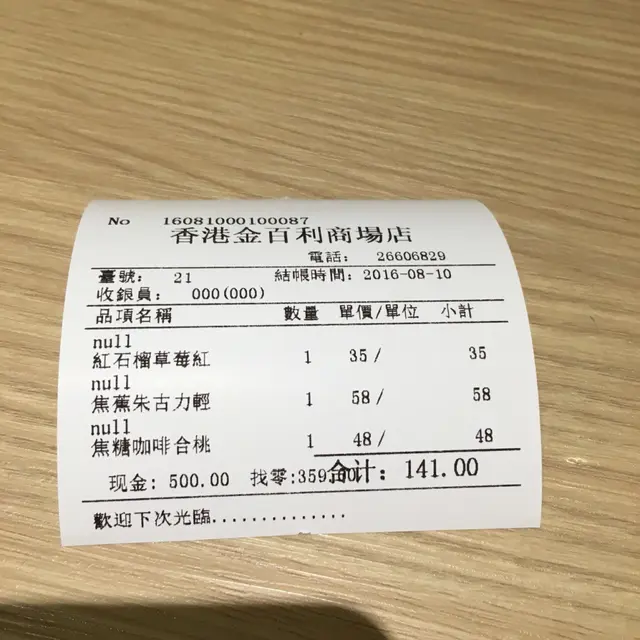 No 16081000100087
香港金百利商場店
電話: 26606829
臺號: 21 結帳時間: 2016-08-10
收銀員: 000(000)
品項名稱 數量 單價/單位 小計
null
紅石榴草莓紅 1 35 / 35
null
焦蕉朱古力輕 1 58 / 58
null
焦糖咖啡合桃 1 48 / 48
现金: 500.00 找零:359.00 合计: 141.00
歡迎下次光臨..............